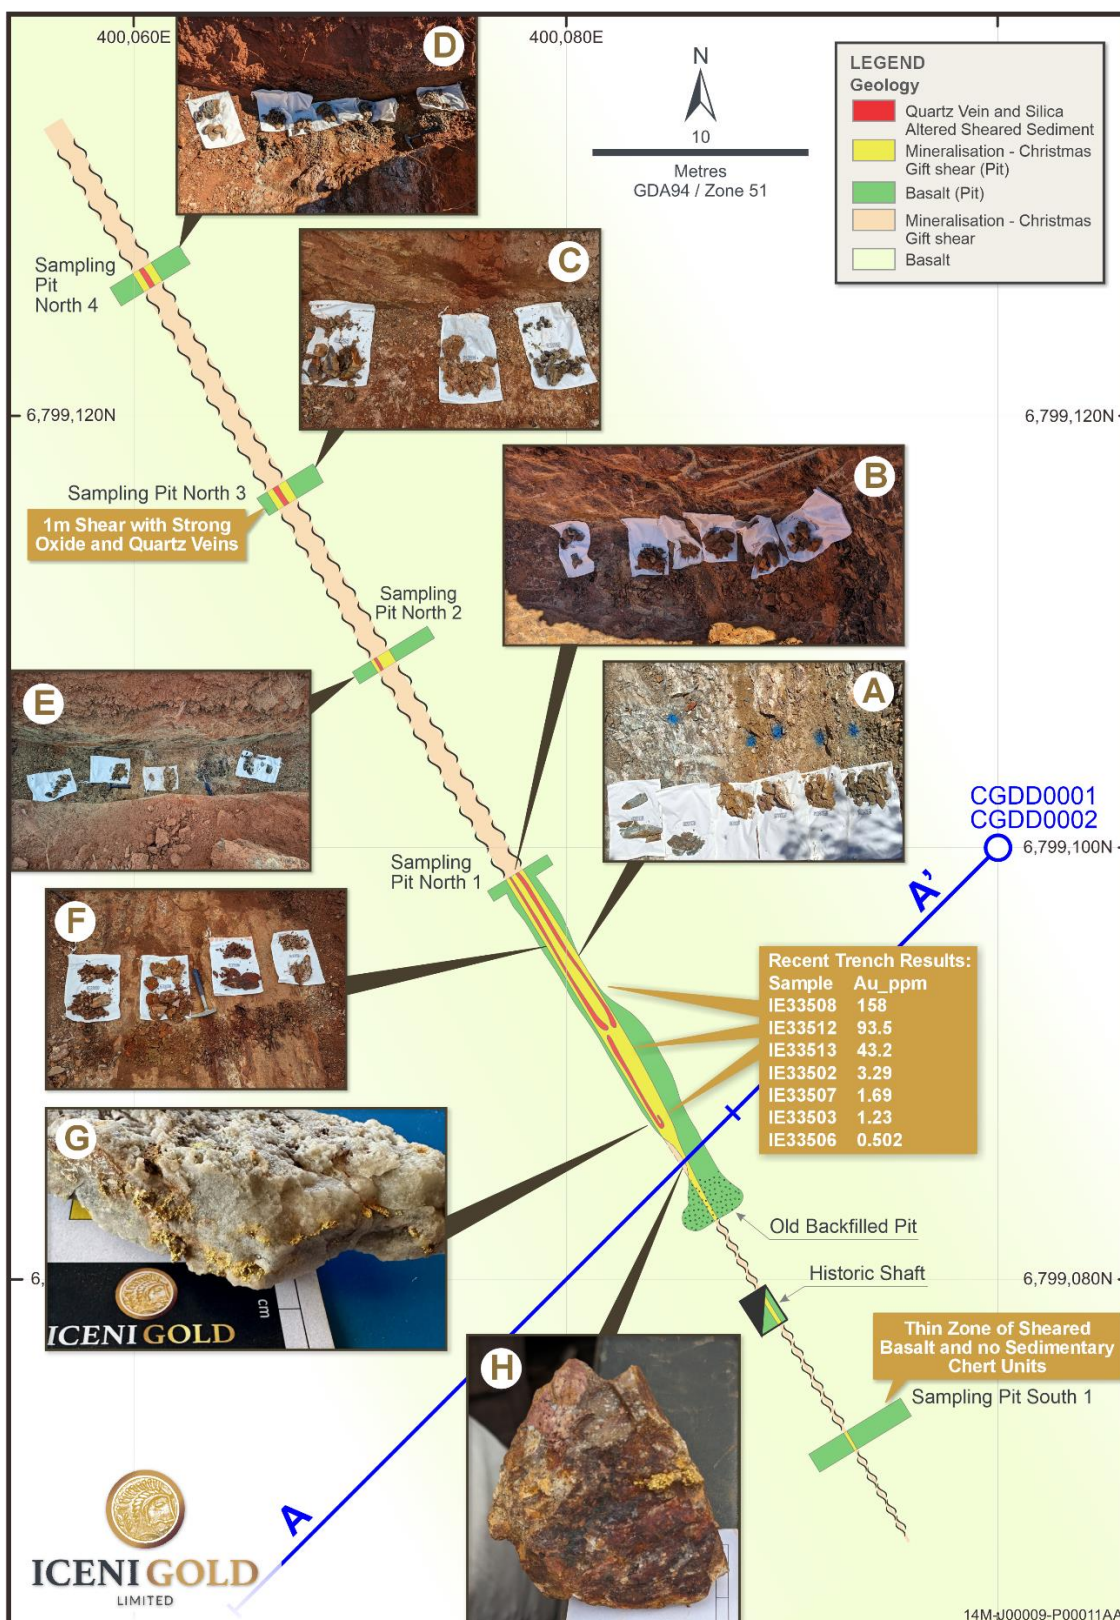 400,060E
400,080E
D
N
10
Metres
GDA94 / Zone 51
LEGEND
Geology
Quartz Vein and Silica
Altered Sheared Sediment
Mineralisation - Christmas
Gift shear (Pit)
Basalt (Pit)
Mineralisation - Christmas
Gift shear
Basalt
Sampling
Pit
North 4
C
6,799,120N
6,799,120N
Sampling Pit North 3
1m Shear with Strong
Oxide and Quartz Veins
B
Sampling
Pit North 2
E
A
CGDD0001
CGDD0002
6,799,100N
Sampling
Pit North 1
A’
F
Recent Trench Results:
Sample Au_ppm
IE33508 158
IE33512 93.5
IE33513 43.2
IE33502 3.29
IE33507 1.69
IE33503 1.23
IE33506 0.502
G
cm
ICENI GOLD
Old Backfilled Pit
Historic Shaft
6,
6,799,080N
Thin Zone of Sheared
Basalt and no Sedimentary
Chert Units
Sampling Pit South 1
H
A
ICENI GOLD
LIMITED
14M-J00009-P00011AA